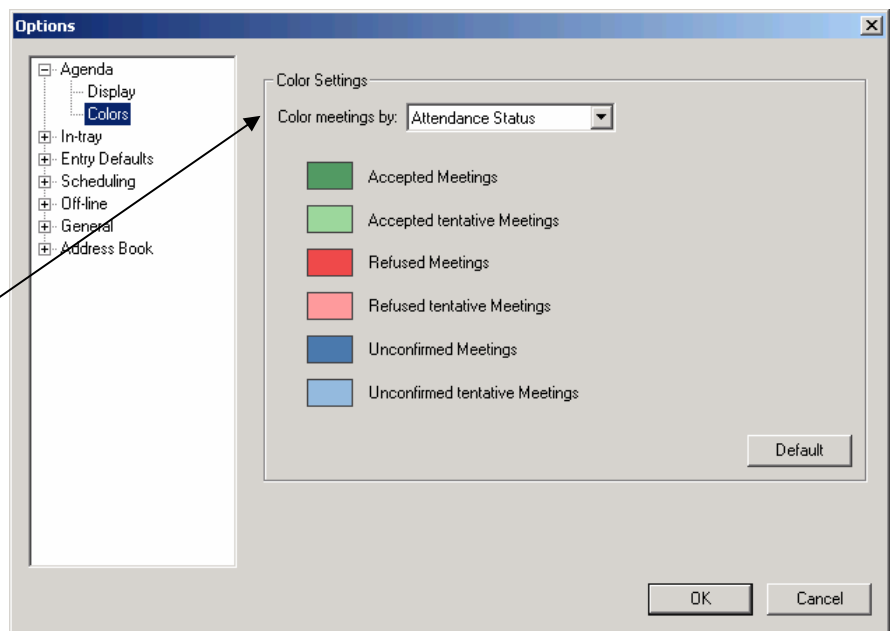 Options
Agenda
Display
Colors
In-tray
Entry Defaults
Scheduling
Off-line
General
Address Book
Color Settings
Color meetings by: Attendance Status
Accepted Meetings
Accepted tentative Meetings
Refused Meetings
Refused tentative Meetings
Unconfirmed Meetings
Unconfirmed tentative Meetings
Default
OK Cancel